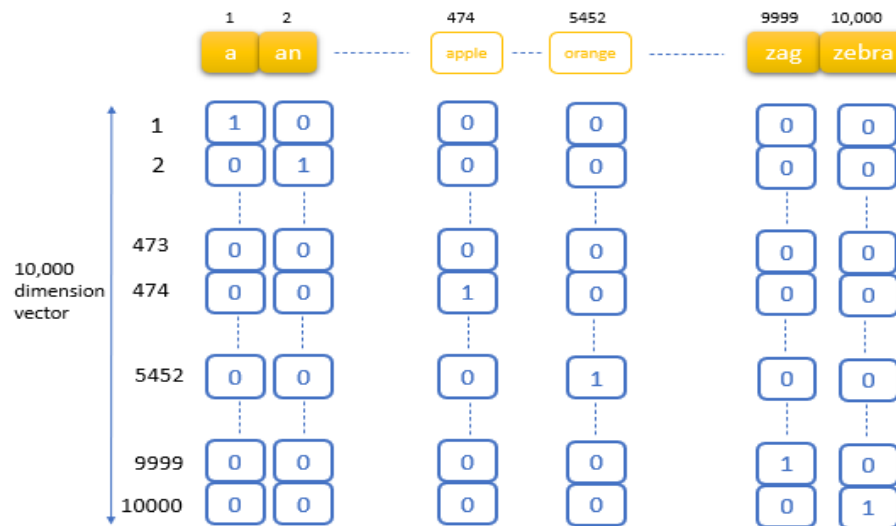 1 2 474 5452 9999 10,000
a an apple orange zag zebra
1 1 0 0 0 0 0
2 0 1 0 0 0 0
473 0 0 0 0 0 0
10,000
dimension
vector
474 0 0 1 0 0 0
5452 0 0 0 1 0 0
9999 0 0 0 0 1 0
10000 0 0 0 0 0 1